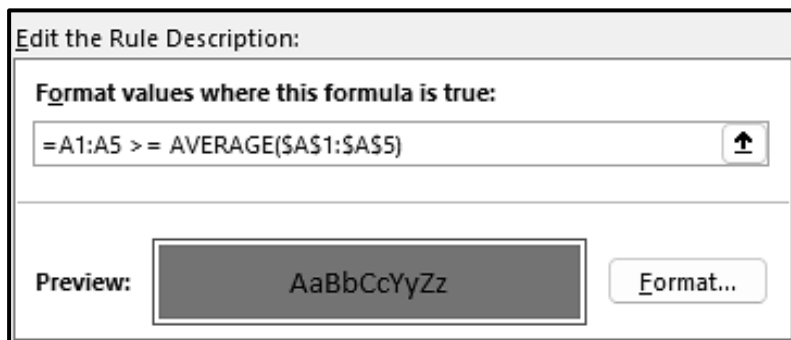 Edit the Rule Description:
Format values where this formula is true:
=A1:A5 >= AVERAGE($A$1:$A$5)
Preview: AaBbCcYyZz Format...